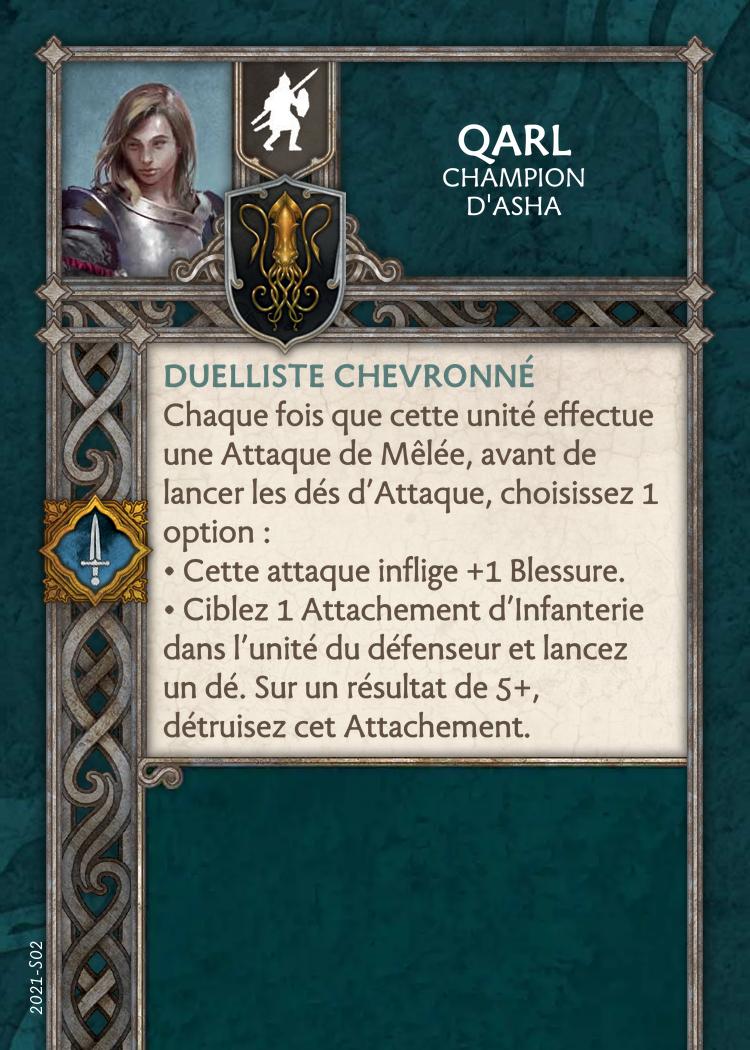 QARL
CHAMPION
D'ASHA
DUELLISTE CHEVRONNÉ
Chaque fois que cette unité effectue
une Attaque de Mêlée, avant de
lancer les dés d’Attaque, choisissez 1
option :
• Cette attaque inflige +1 Blessure.
• Ciblez 1 Attachement d’Infanterie
dans l’unité du défenseur et lancez
un dé. Sur un résultat de 5+,
détruisez cet Attachement.
2021-S02